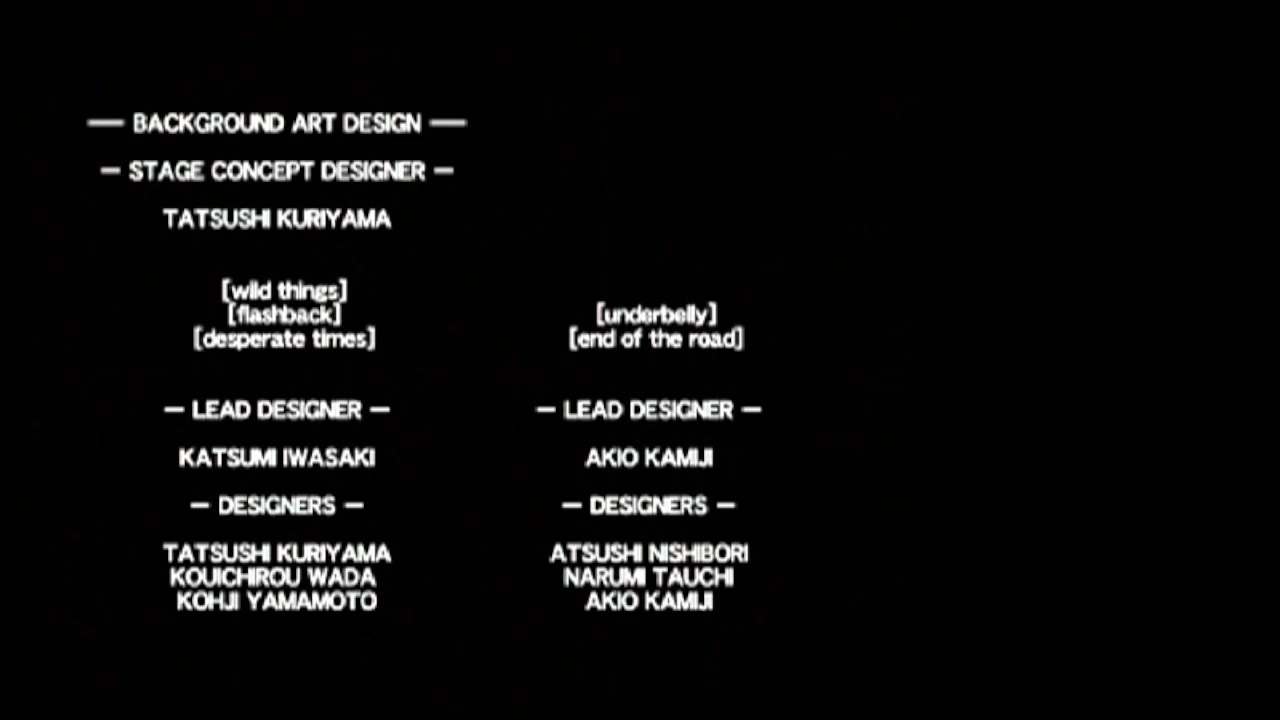 — BACKGROUND ART DESIGN —
— STAGE CONCEPT DESIGNER —
TATSUSHI KURIYAMA
[wild things]
[flashback]
[desperate times]
— LEAD DESIGNER —
KATSUMI IWASAKI
— DESIGNERS —
TATSUSHI KURIYAMA
KOUICHIROU WADA
KOHJI YAMAMOTO
[underbelly]
[end of the road]
— LEAD DESIGNER —
AKIO KAMIJI
— DESIGNERS —
ATSUSHI NISHIBORI
NARUMI TAUCHI
AKIO KAMIJI